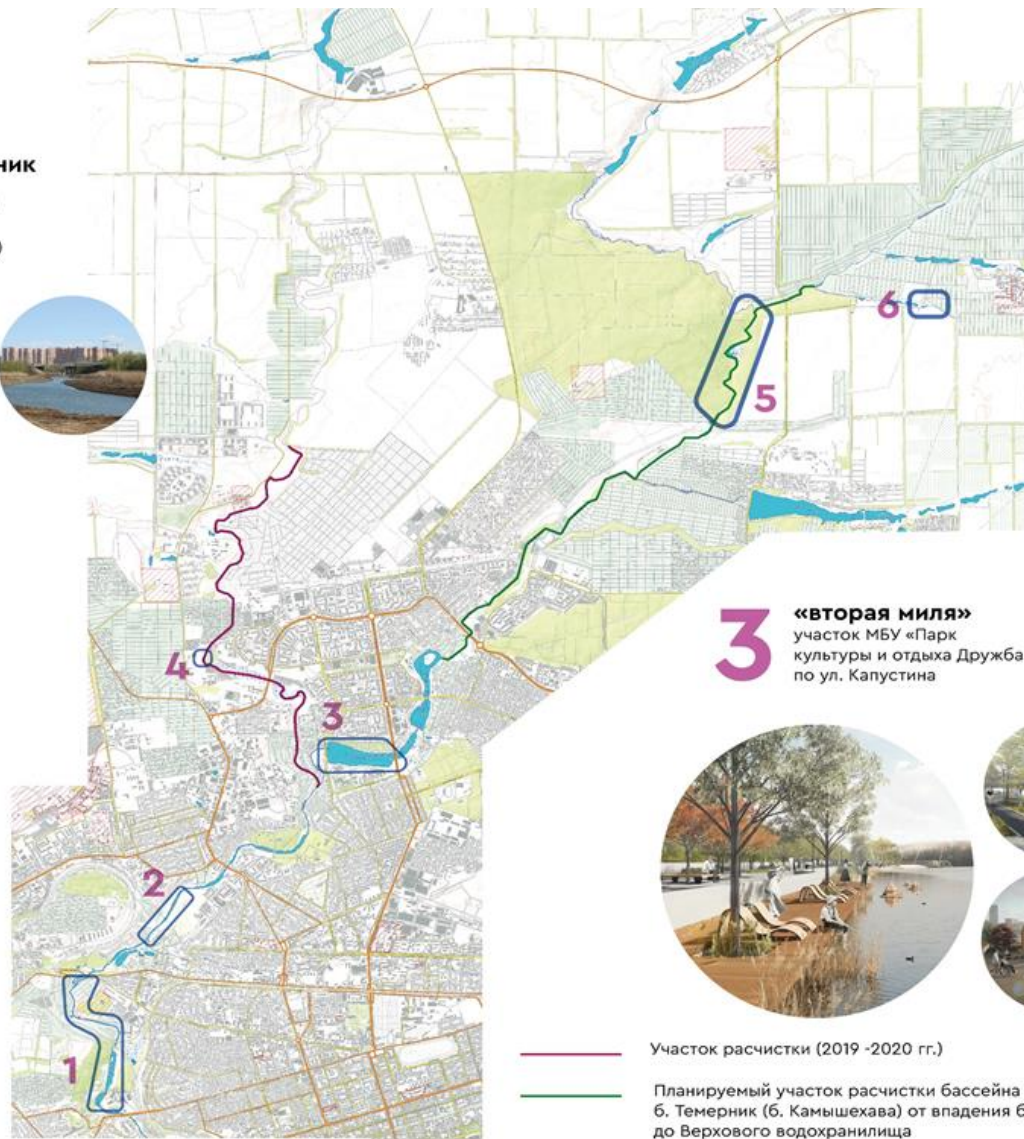 ник
)
6
5
4
3
2
1
3
«вторая миля»
участок МБУ «Парк
культуры и отдыха Дружба
по ул. Капустина
Участок расчистки (2019 -2020 гг.)
Планируемый участок расчистки бассейна
б. Темерник (б. Камышехава) от впадения б
до Верхового водохранилища